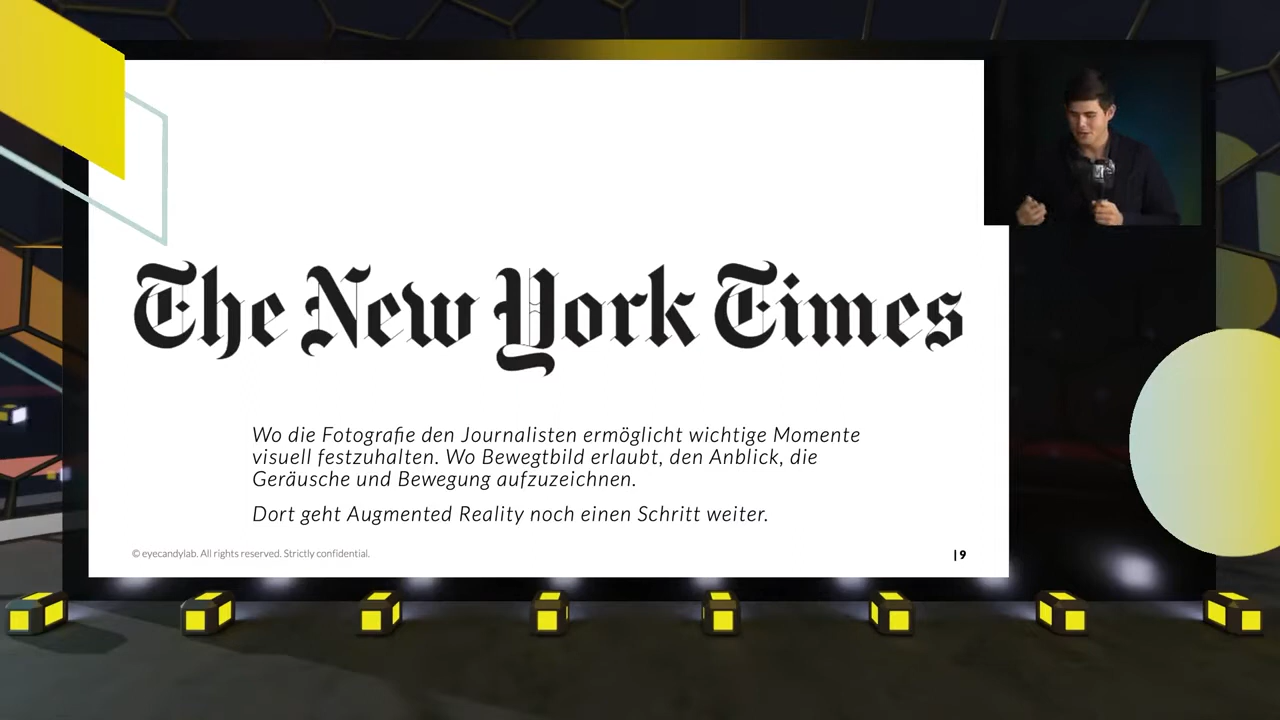 The New York Times
Wo die Fotografie den Journalisten ermöglicht wichtige Momente
visuell festzuhalten. Wo Bewegtbild erlaubt, den Anblick, die
Geräusche und Bewegung aufzuzeichnen.
Dort geht Augmented Reality noch einen Schritt weiter.
© eyecandylab. All rights reserved. Strictly confidential.
| 9